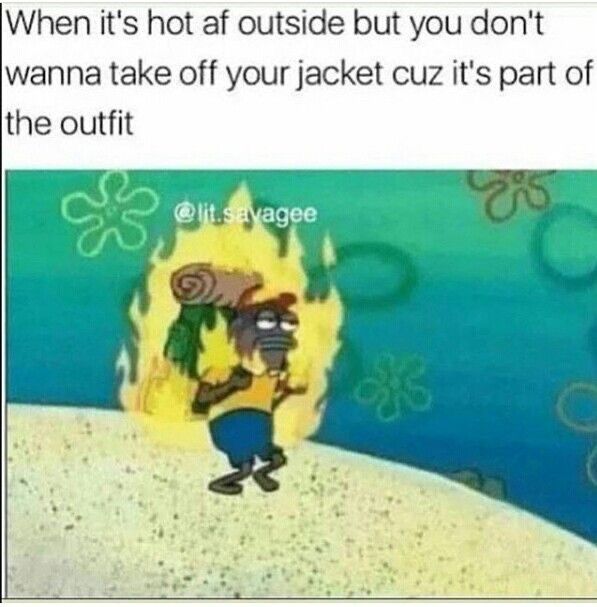 When it's hot af outside but you don't
wanna take off your jacket cuz it's part of
the outfit
@lit.savagee